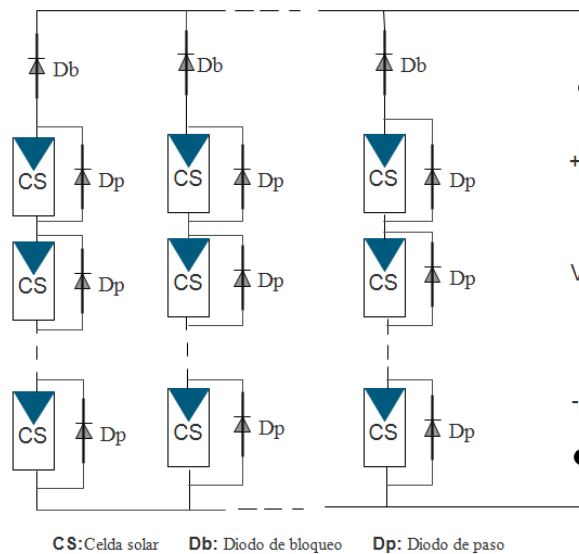 Db Db Db
+
CS Dp CS Dp CS Dp
CS Dp CS Dp CS Dp
V
-
CS Dp CS Dp CS Dp
CS:Celda solar Db: Diodo de bloqueo Dp: Diodo de paso